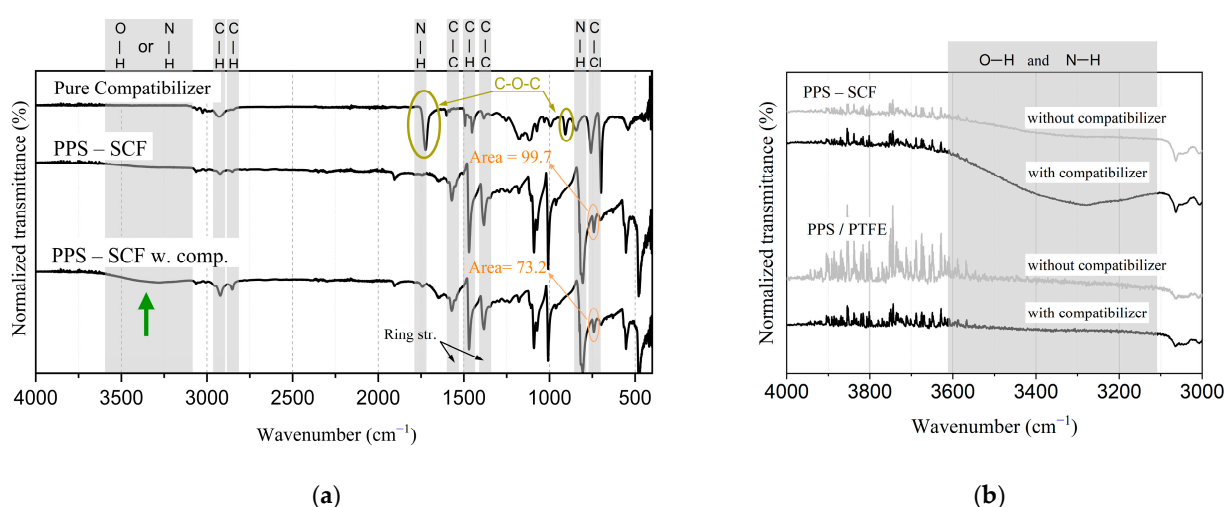 O or N C C N C C C N C
H H H H H C H C H Cl
C-O-C
Pure Compatibilizer
PPS – SCF
Area = 99.7
PPS – SCF w. comp.
Area= 73.2
Ring str.
4000 3500 3000 2500 2000 1500 1000 500
Wavenumber (cm−1)
Normalized transmittance (%)
(a)
O—H and N—H
PPS – SCF
without compatibilizer
with compatibilizer
PPS / PTFE
without compatibilizer
with compatibilizer
4000 3800 3600 3400 3200 3000
Wavenumber (cm−1)
Normalized transmittance (%)
(b)